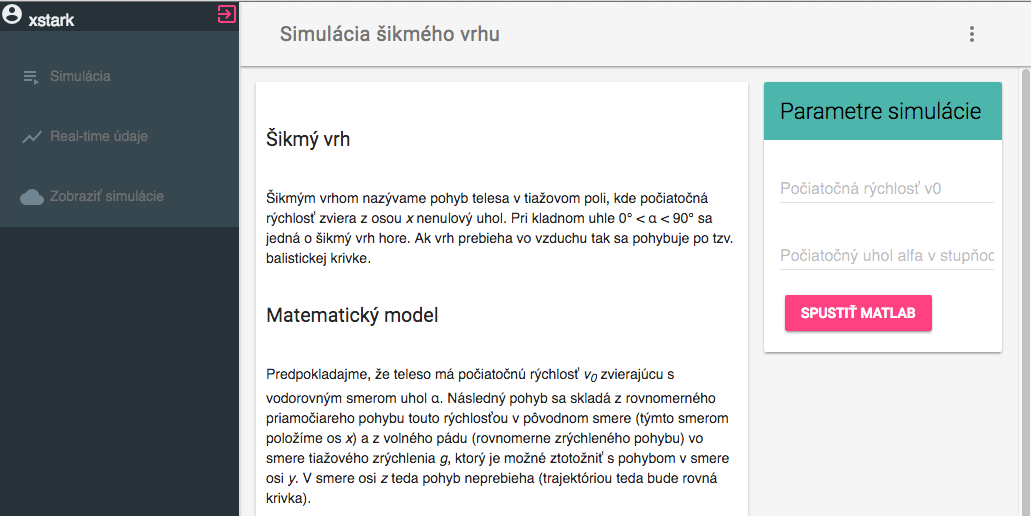 xstark
Simulácia
Real-time údaje
Zobraziť simulácie
Simulácia šikmého vrhu
Šikmý vrh
Šikmým vrhom nazývame pohyb telesa v tiažovom poli, kde počiatočná
rýchlosť zviera z osou x nenulový uhol. Pri kladnom uhle 0° < α < 90° sa
jedná o šikmý vrh hore. Ak vrh prebieha vo vzduchu tak sa pohybuje po tzv.
balistickej krivke.
Matematický model
Predpokladajme, že teleso má počiatočnú rýchlosť v0 zvierajúcu s
vodorovným smerom uhol α. Následný pohyb sa skladá z rovnomerného
priamočiareho pohybu touto rýchlosťou v pôvodnom smere (týmto smerom
položíme os x) a z volného pádu (rovnomerne zrýchleného pohybu) vo
smere tiažového zrýchlenia g, ktorý je možné ztotožniť s pohybom v smere
osi y. V smere osi z teda pohyb neprebieha (trajektóriou teda bude rovná
krivka).
Parametre simulácie
Počiatočná rýchlosť v0
Počiatočný uhol alfa v stupňoc
SPUSTIŤ MATLAB